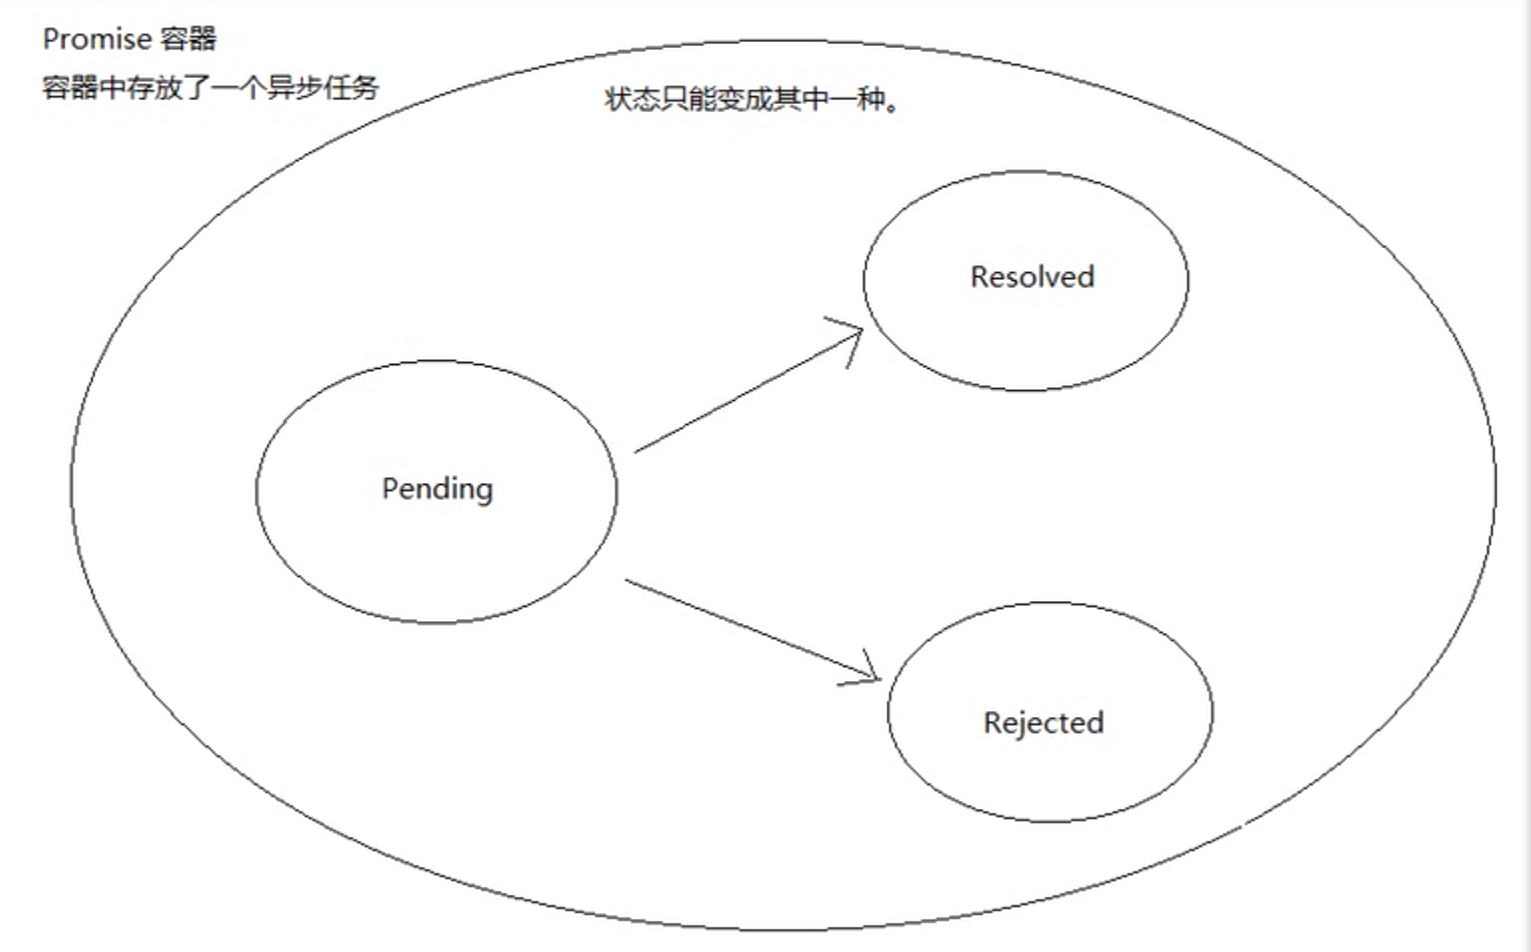 Promise 容器
容器中存放了一个异步任务
状态只能变成其中一种。
Resolved
Pending
Rejected